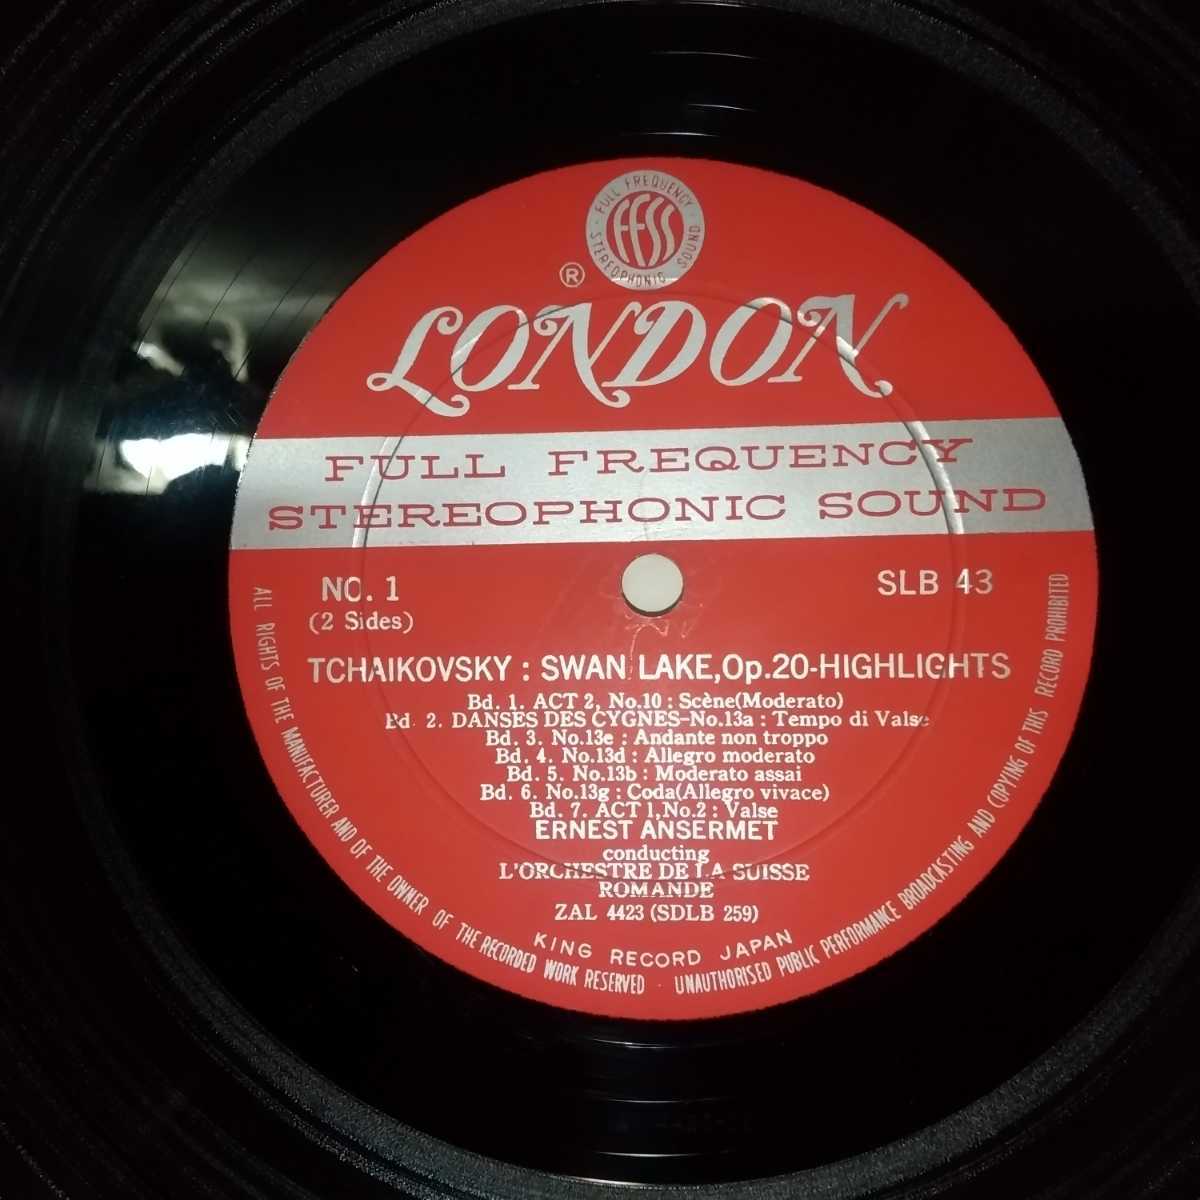 FULL FREQUENCY
FFSS
STEREOPHONIC SOUND
®
LONDON
FULL FREQUENCY
STEREOPHONIC SOUND
NO. 1
SLB 43
(2 Sides)
TCHAIKOVSKY : SWAN LAKE,Op.20-HIGHLIGHTS
Bd. 1. ACT 2, No.10 : Scène(Moderato)
Bd. 2. DANSES DES CYGNES-No.13a : Tempo di Valse
Bd. 3. No.13e : Andante non troppo
Bd. 4. No.13d : Allegro moderato
Bd. 5. No.13b : Moderato assai
Bd. 6. No.13g : Coda(Allegro vivace)
Bd. 7. ACT 1, No.2 : Valse
ERNEST ANSERMET
conducting
L'ORCHESTRE DE LA SUISSE
ROMANDE
ZAL 4423 (SDLB 259)
KING RECORD JAPAN
ALL RIGHTS OF THE MANUFACTURER AND OF THE OWNER OF THE RECORDED WORK RESERVED · UNAUTHORISED PUBLIC PERFORMANCE BROADCASTING AND COPYING OF THIS RECORD PROHIBITED